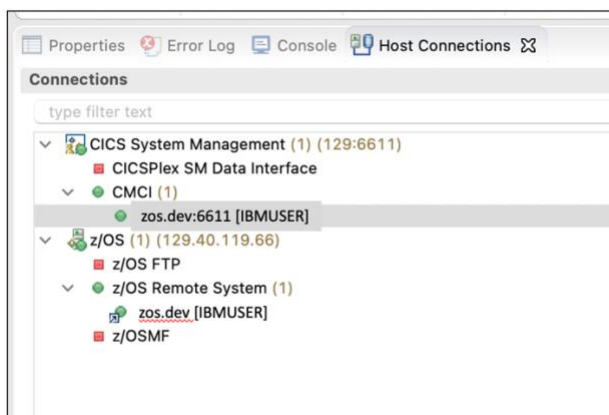 Properties Error Log Console Host Connections
Connections
type filter text
CICS System Management (1) (129:6611)
CICSPlex SM Data Interface
CMCI (1)
zos.dev:6611 [IBMUSER]
z/OS (1) (129.40.119.66)
z/OS FTP
z/OS Remote System (1)
zos.dev [IBMUSER]
z/OSMF